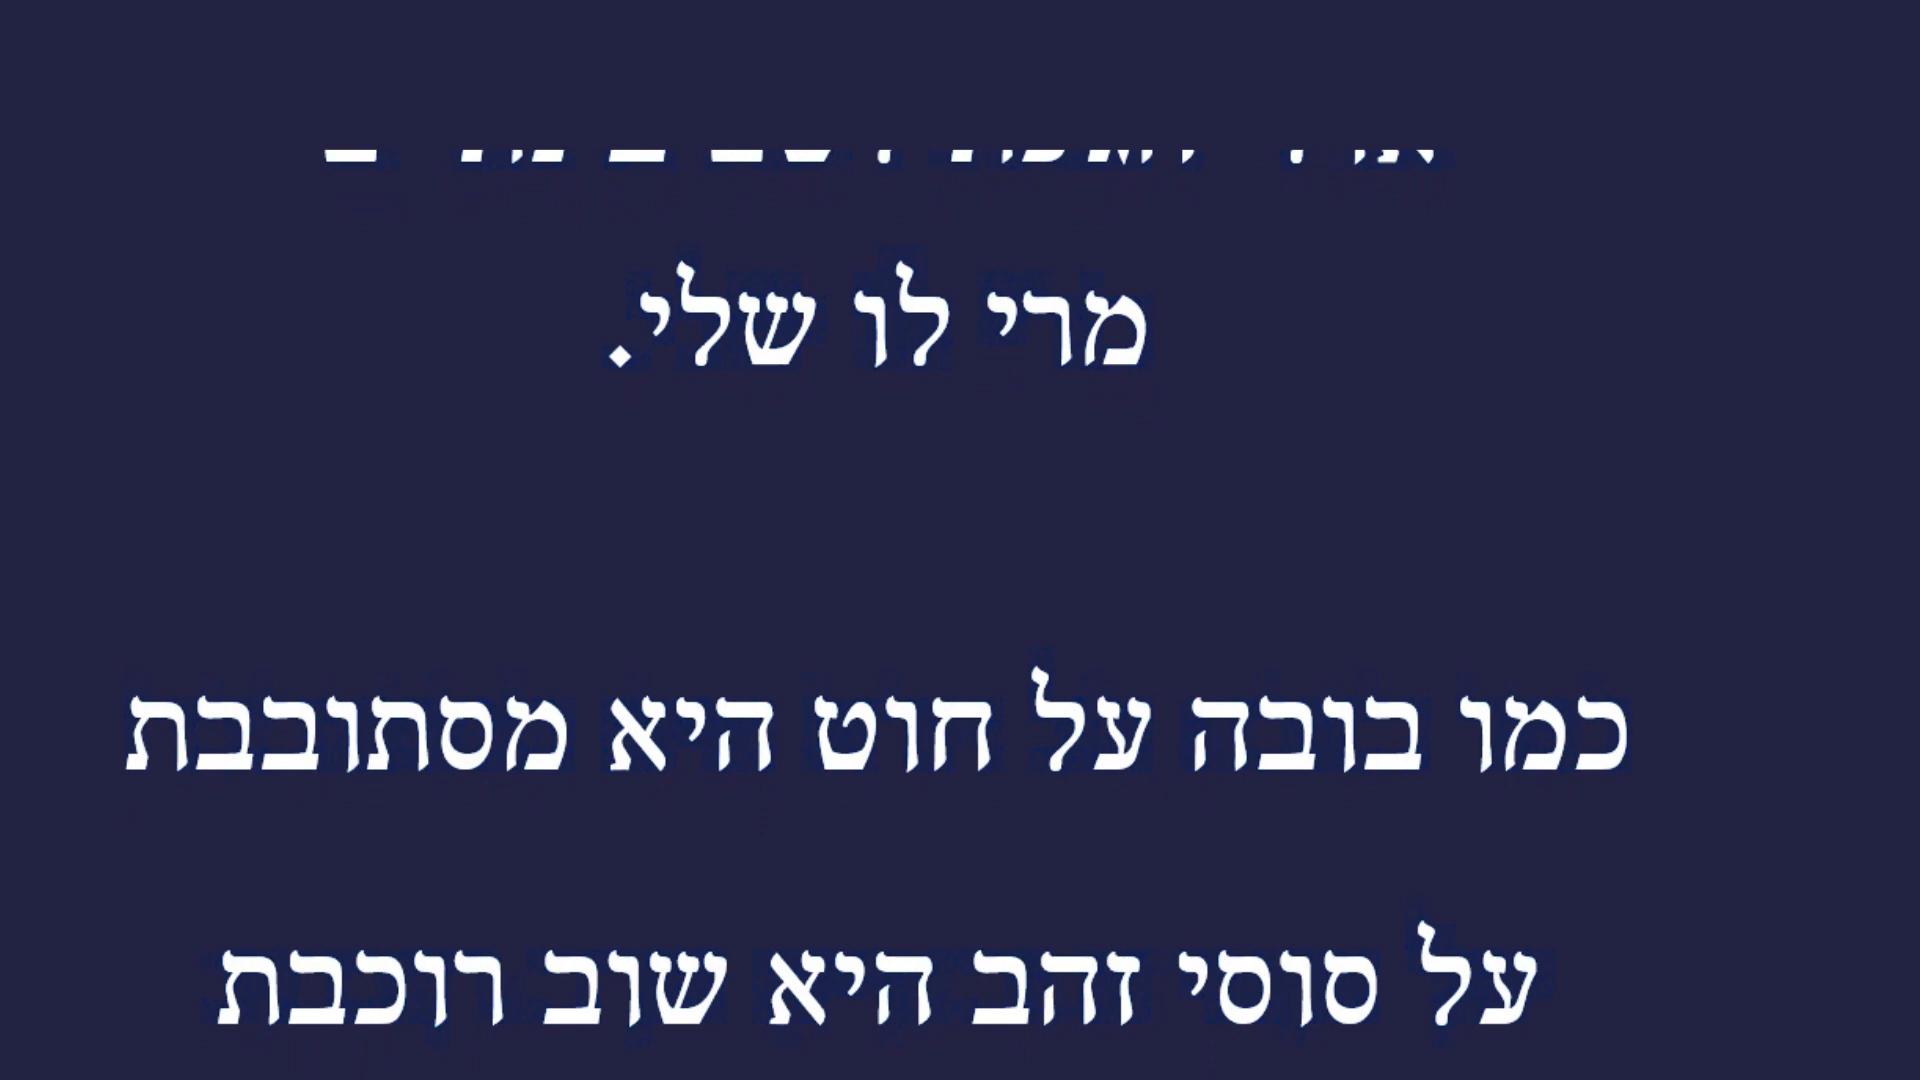 מרי לו שלי.
כמו בובה על חוט היא מסתובבת
על סוסי זהב היא שוב רוכבת